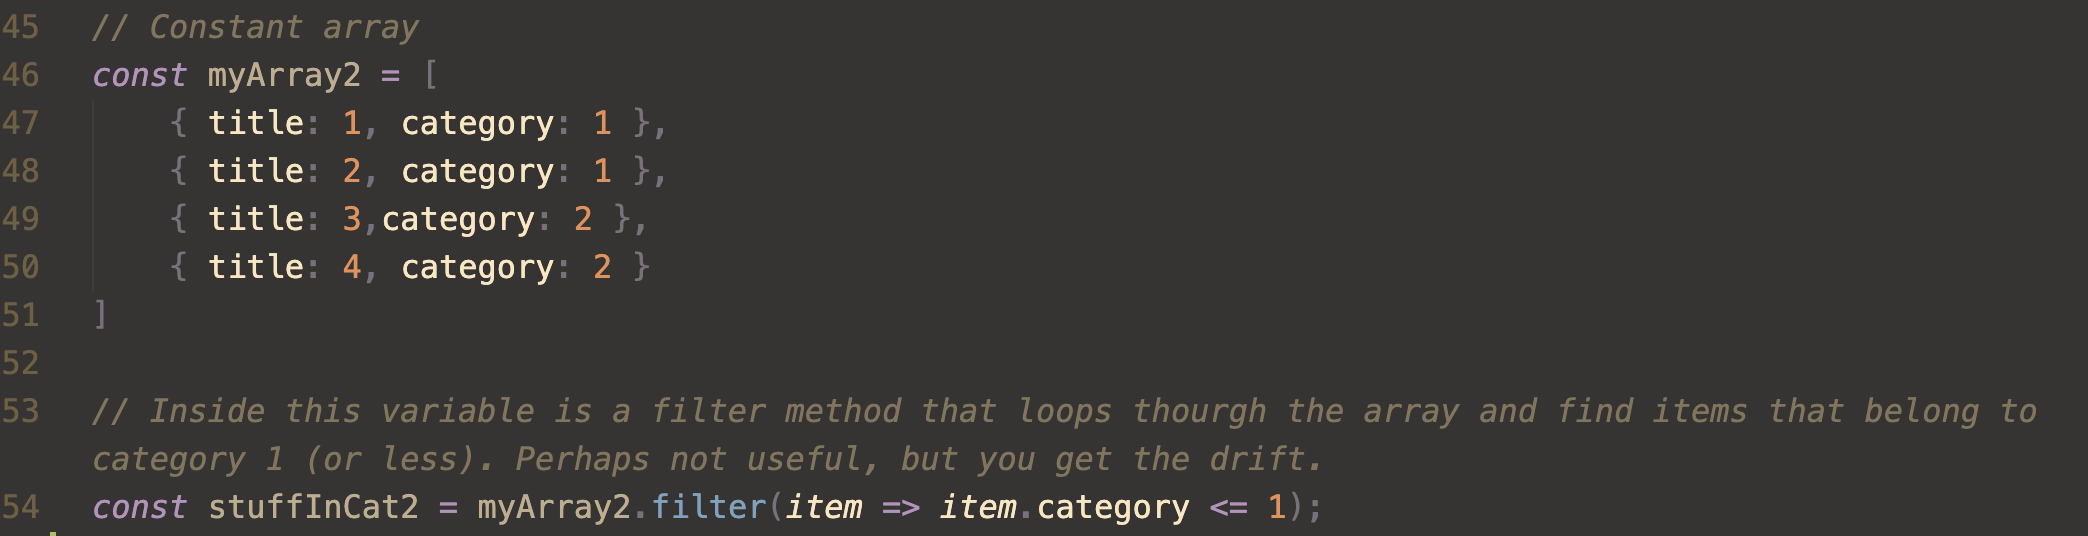 45 // Constant array
46 const myArray2 = [
47 { title: 1, category: 1 },
48 { title: 2, category: 1 },
49 { title: 3,category: 2 },
50 { title: 4, category: 2 }
51 ]
52
53 // Inside this variable is a filter method that loops thourgh the array and find items that belong to
category 1 (or less). Perhaps not useful, but you get the drift.
54 const stuffInCat2 = myArray2.filter(item => item.category <= 1);